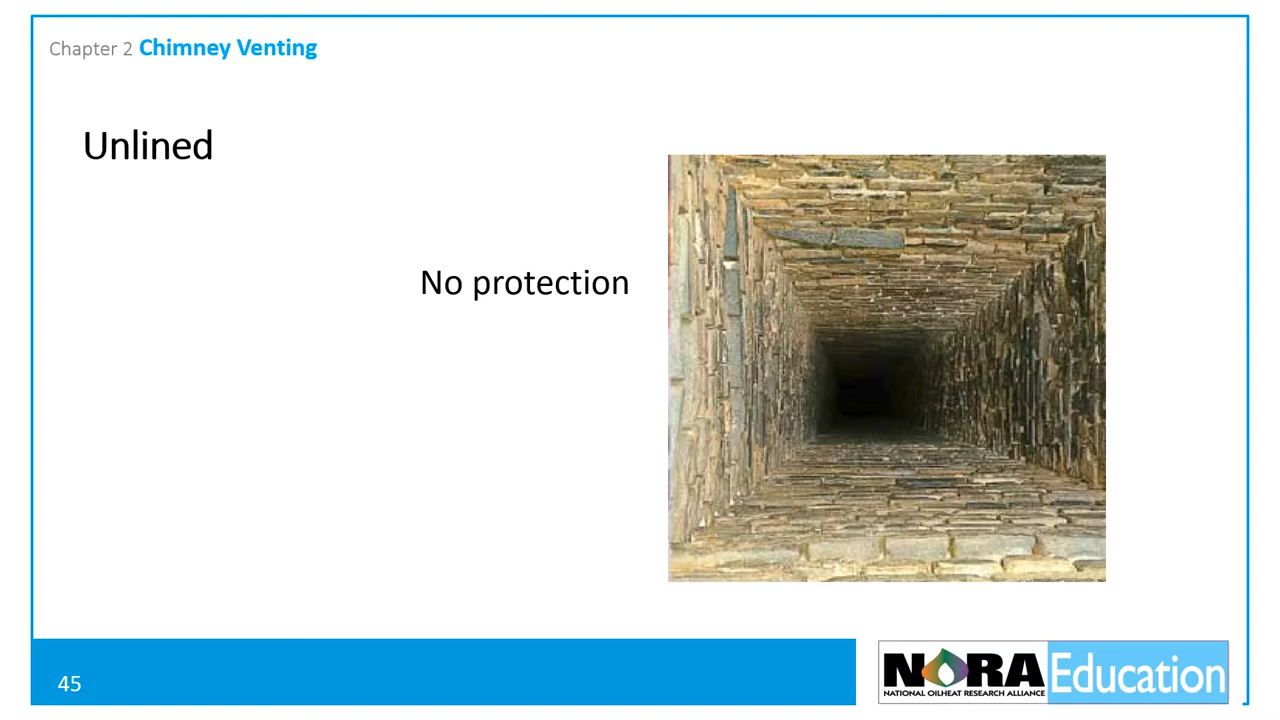 Chapter 2 Chimney Venting
Unlined
No protection
45
NORA Education
NATIONAL OILHEAT RESEARCH ALLIANCE